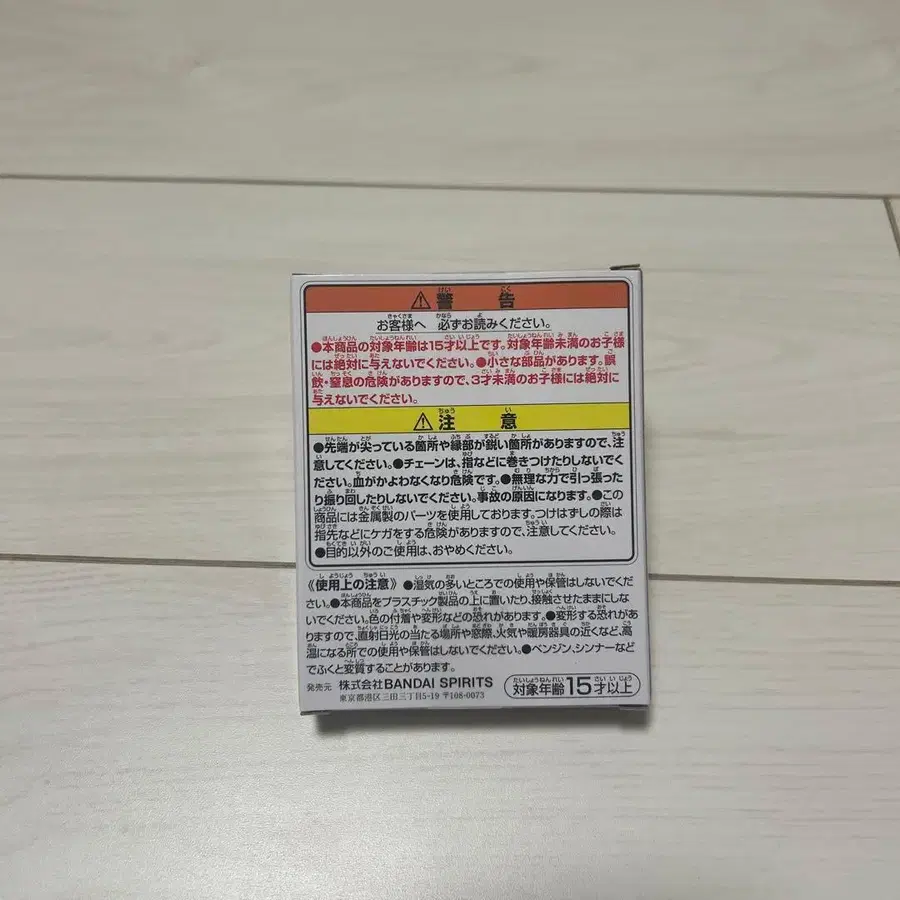 ⚠警告
お客様へ 必ずお読みください。
●本商品の対象年齢は15才以上です。対象年齢未満のお子様
には絶対に与えないでください。●小さな部品があります。誤
飲・窒息の危険がありますので、3才未満のお子様には絶対に
与えないでください。
⚠注意
●先端が尖っている箇所や縁部が鋭い箇所がありますので、注
意してください。●チェーンは、指などに巻きつけたりしないでく
ださい。血がかよわなくなり危険です。●無理な力で引っ張った
り振り回したりしないでください。事故の原因になります。●この
商品には金属製のパーツを使用しております。つけはずしの際は
指先などにケガをする危険がありますので、注意してください。
●目的以外のご使用は、おやめください。
《使用上の注意》●湿気の多いところでの使用や保管はしないでくだ
さい。●本商品をプラスチック製品の上に置いたり、接触させたままにしな
いでください。色の付着や変形などの恐れがあります。●変形する恐れがあ
りますので、直射日光の当たる場所や窓際、火気や暖房器具の近くなど、高
温になる所での使用や保管はしないでください。●ベンジン、シンナーなど
でふくと変質することがあります。
発売元 株式会社BANDAI SPIRITS
東京都港区三田三丁目5-19 〒108-0073
対象年齢15才以上